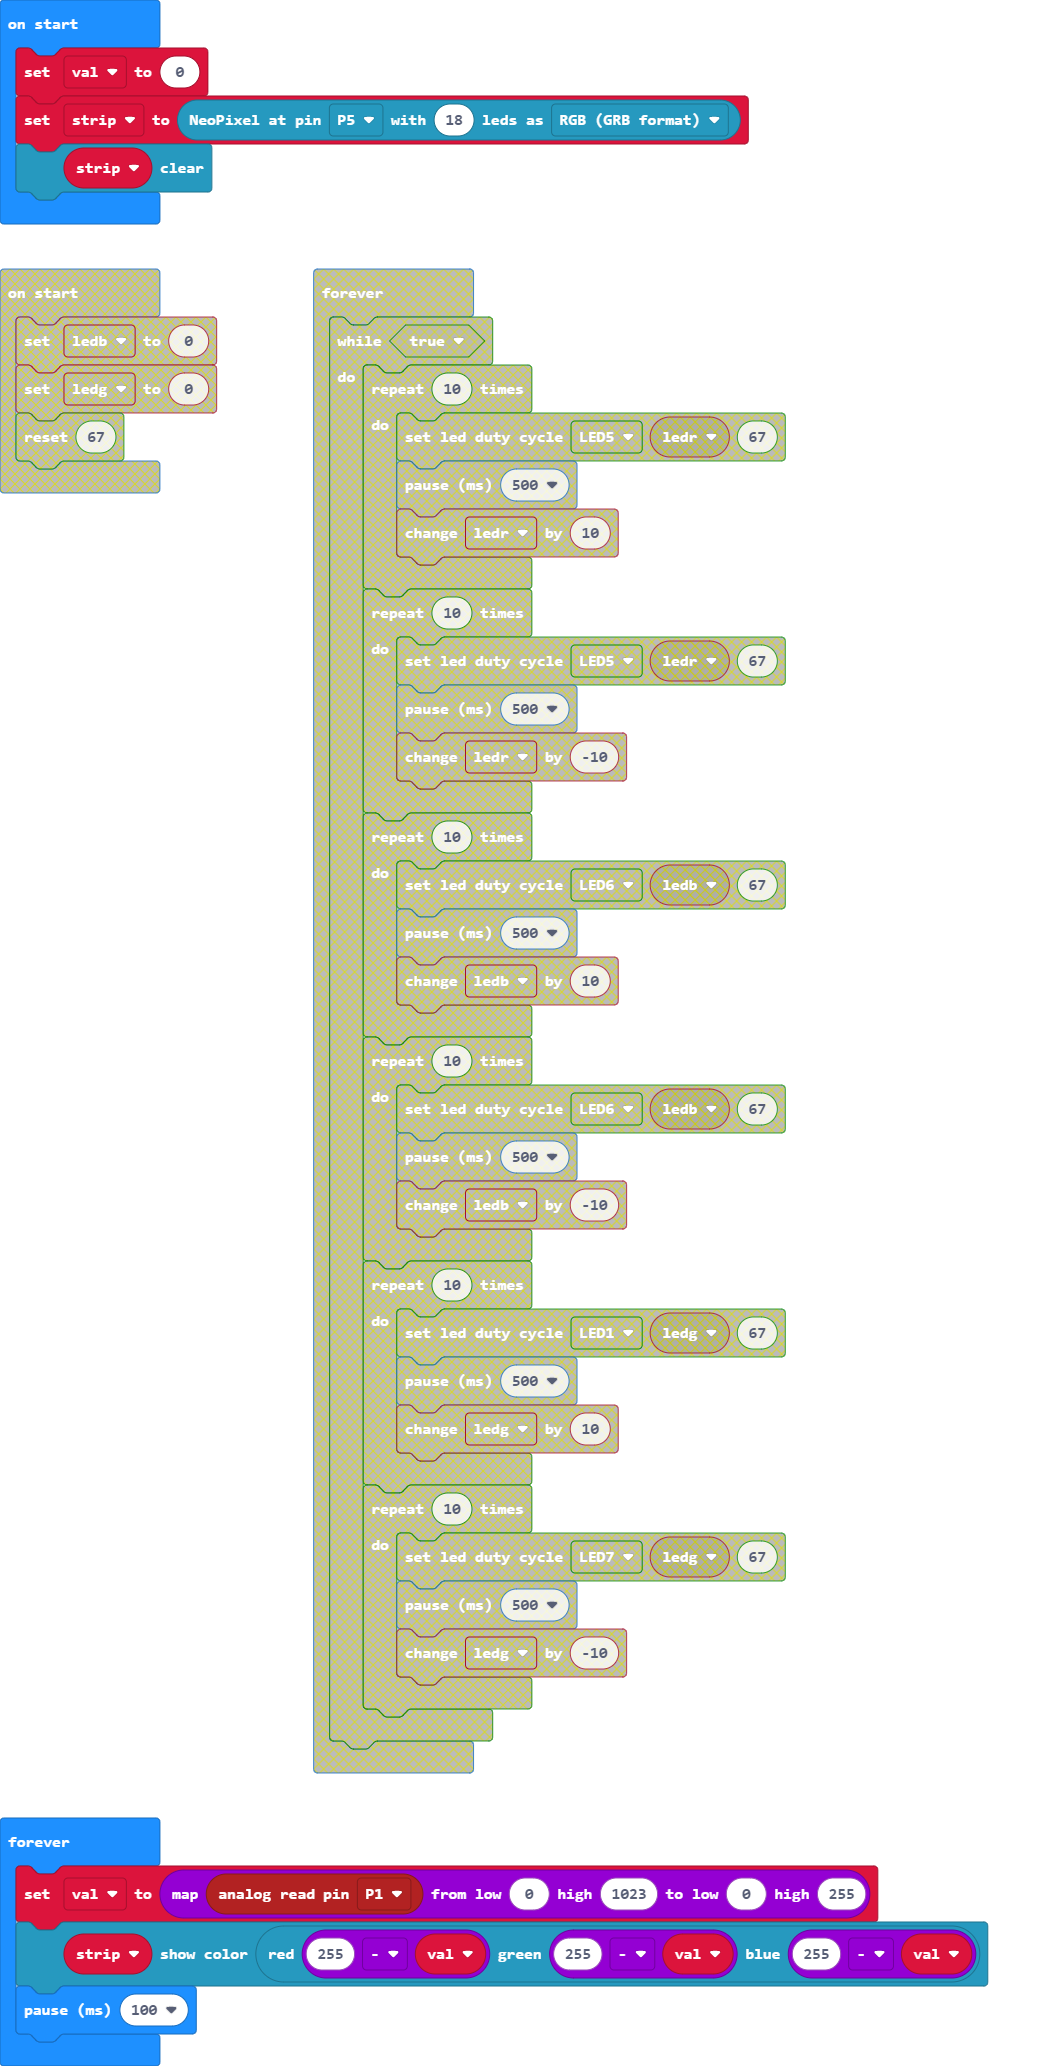 on start
set val to 0
set strip to NeoPixel at pin P5 with 18 leds as RGB (GRB format)
strip clear
on start
set ledb to 0
set ledg to 0
reset 67
forever
while true
do
repeat 10 times
do
set led duty cycle LED5 ledr 67
pause (ms) 500
change ledr by 10
repeat 10 times
do
set led duty cycle LED5 ledr 67
pause (ms) 500
change ledr by -10
repeat 10 times
do
set led duty cycle LED6 ledb 67
pause (ms) 500
change ledb by 10
repeat 10 times
do
set led duty cycle LED6 ledb 67
pause (ms) 500
change ledb by -10
repeat 10 times
do
set led duty cycle LED1 ledg 67
pause (ms) 500
change ledg by 10
repeat 10 times
do
set led duty cycle LED7 ledg 67
pause (ms) 500
change ledg by -10
forever
set val to map analog read pin P1 from low 0 high 1023 to low 0 high 255
strip show color red 255 - val green 255 - val blue 255 - val
pause (ms) 100